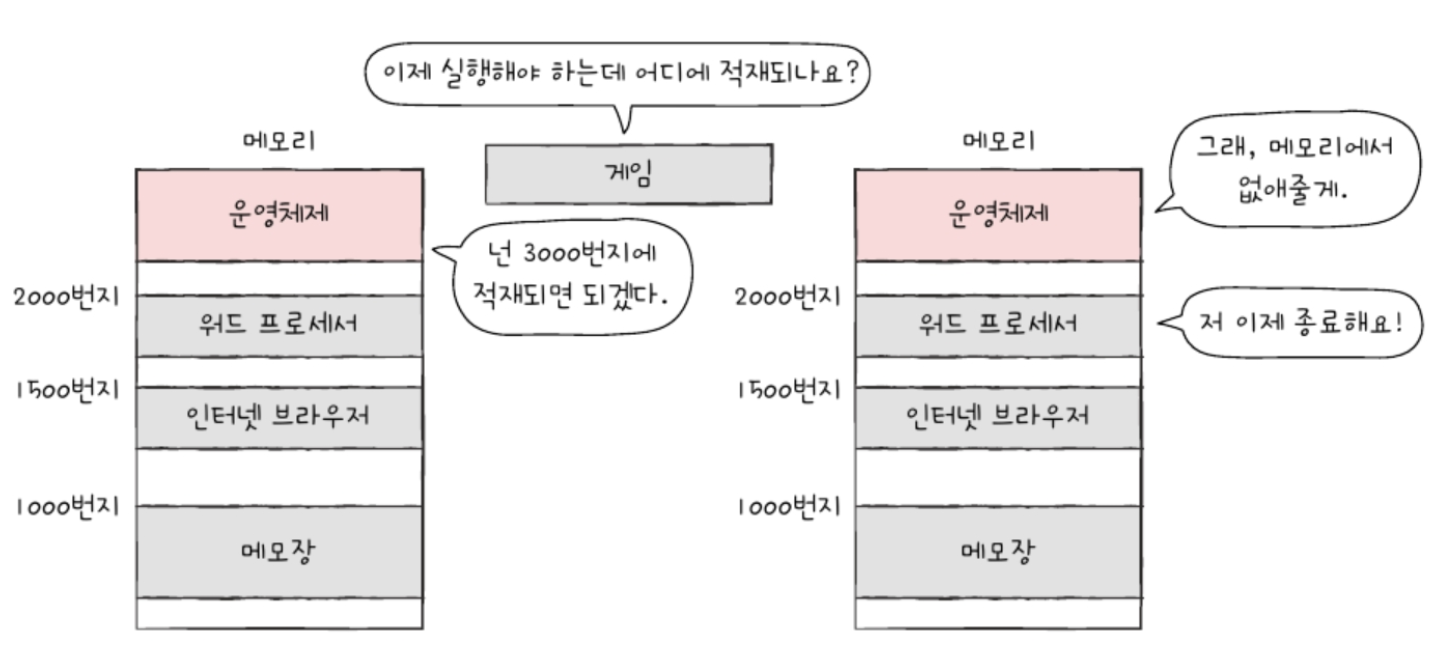 이제 실행해야 하는데 어디에 적재되나요?
메모리
게임
운영체제
넌 3000번지에
적재되면 되겠다.
2000번지
워드 프로세서
1500번지
인터넷 브라우저
1000번지
메모장
메모리
그래, 메모리에서
없애줄게.
운영체제
2000번지
워드 프로세서
저 이제 종료해요!
1500번지
인터넷 브라우저
1000번지
메모장